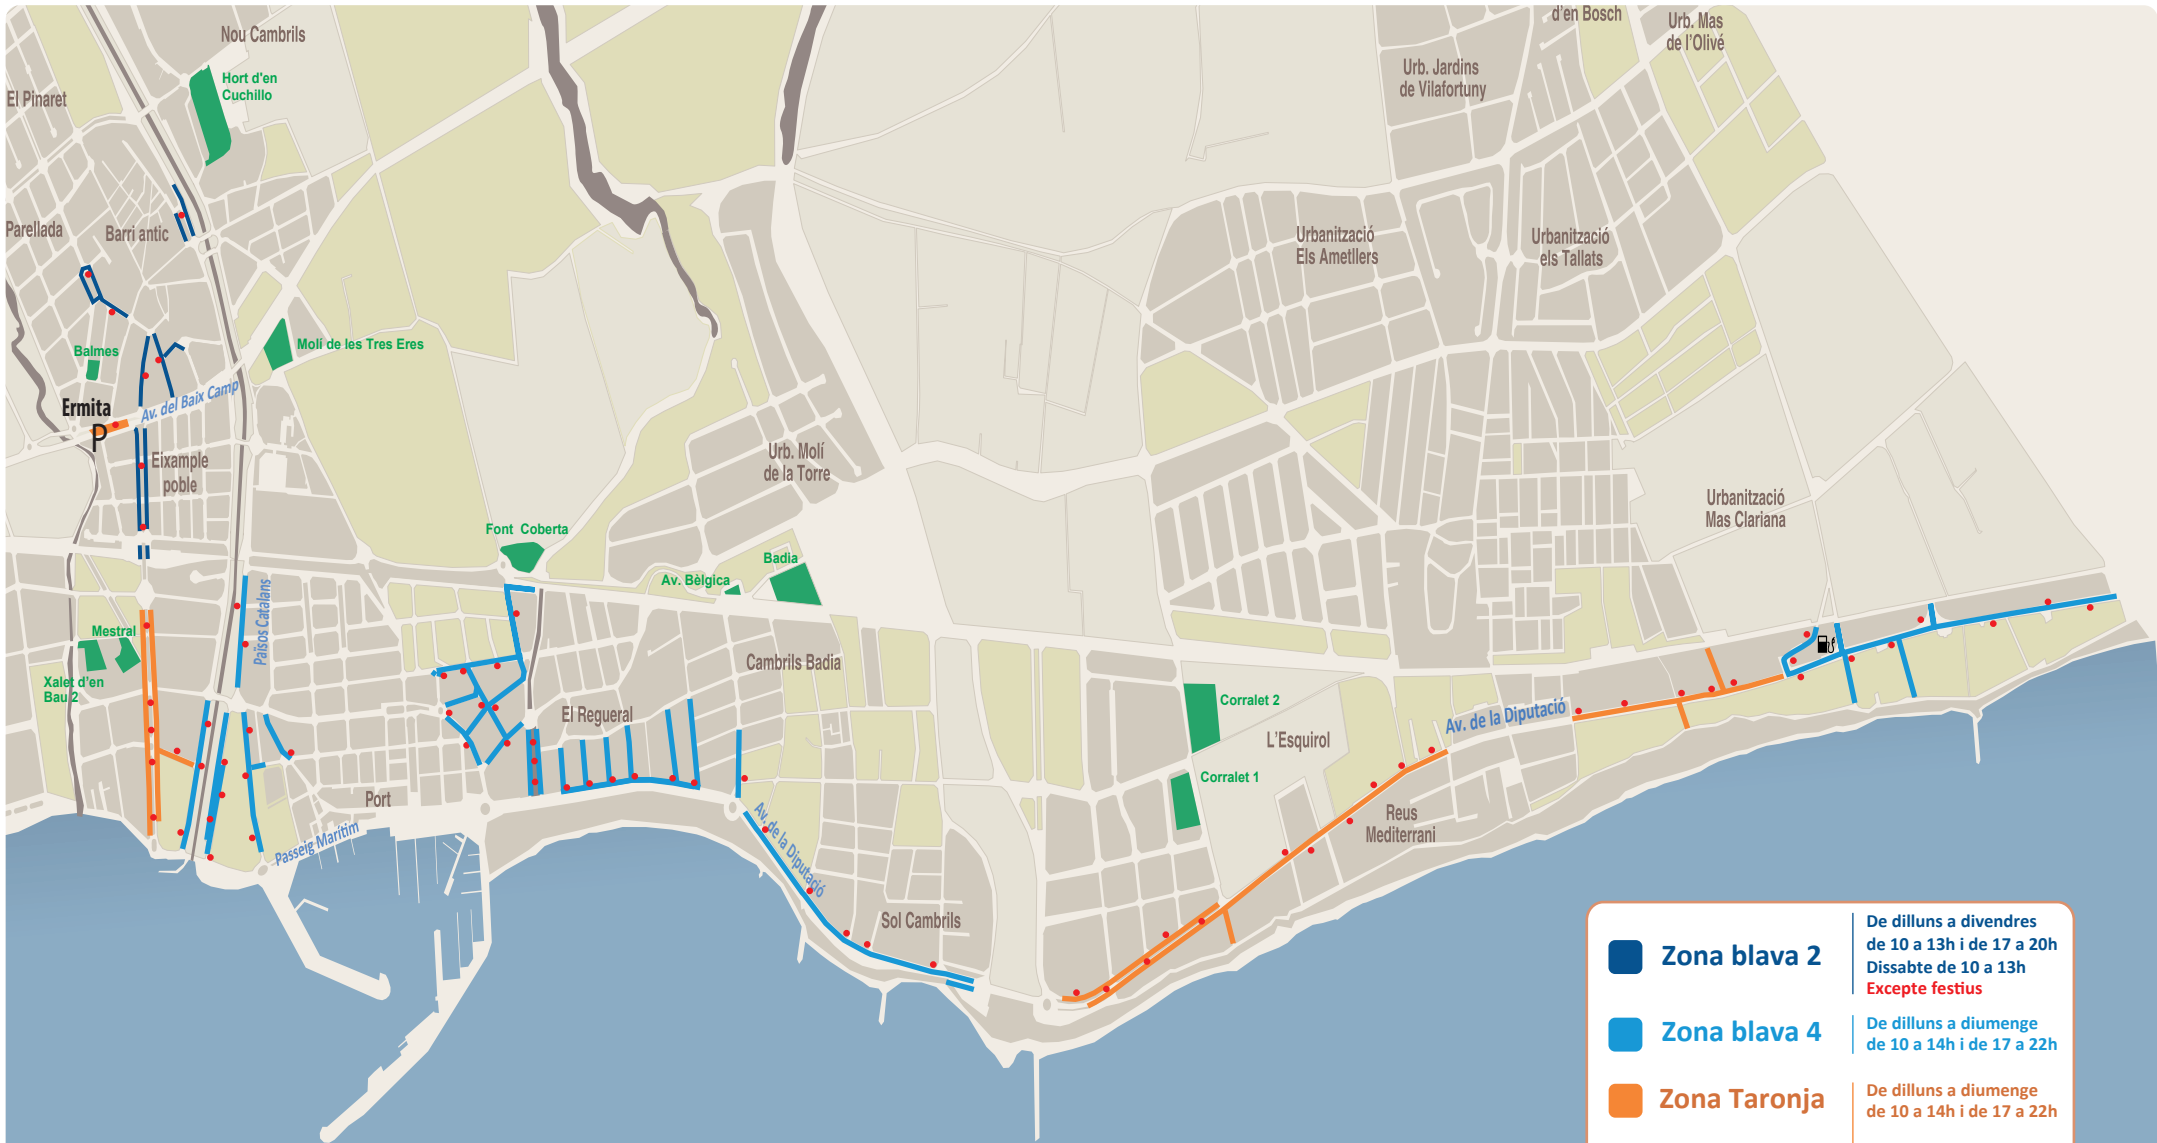 Nou Cambrils
d'en Bosch
Urb. Mas
de l'Olivé
Hort d'en
Cuchillo
El Pinaret
Urb. Jardins
de Vilafortuny
Parellada
Barri antic
Urbanització
Els Ametllers
Urbanització
els Tallats
Balmes
Molí de les Tres Eres
Ermita
P
Av. del Baix Camp
Eixample
poble
Urb. Molí
de la Torre
Urbanització
Mas Clariana
Font Coberta
Badia
Av. Bèlgica
Països Catalans
Mestral
Xalet d'en
Bau 2
Cambrils Badia
El Regueral
Corralet 2
L'Esquirol
Av. de la Diputació
Corralet 1
Port
Passeig Marítim
Av. de la Diputació
Reus
Mediterrani
Sol Cambrils
Zona blava 2
De dilluns a divendres
de 10 a 13h i de 17 a 20h
Dissabte de 10 a 13h
Excepte festius
Zona blava 4
De dilluns a diumenge
de 10 a 14h i de 17 a 22h
Zona Taronja
De dilluns a diumenge
de 10 a 14h i de 17 a 22h